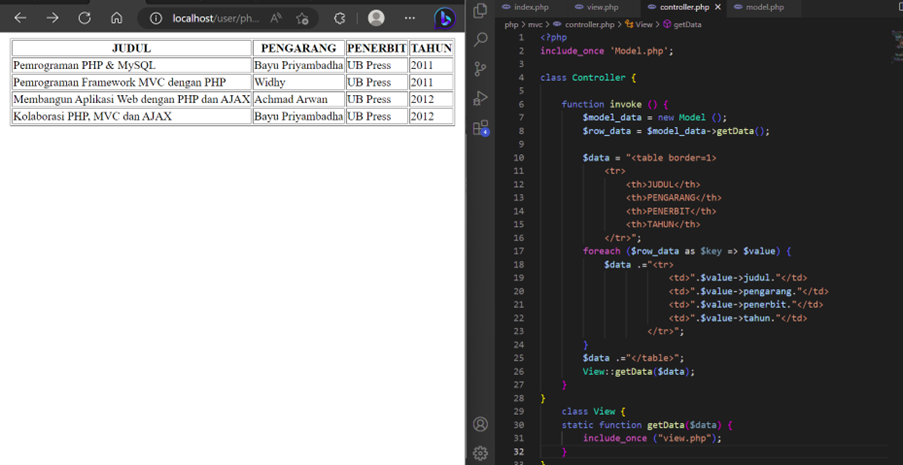 localhost/user/ph...
JUDUL PENGARANG PENERBIT TAHUN
Pemrograman PHP & MySQL Bayu Priyambadha UB Press 2011
Pemrograman Framework MVC dengan PHP Widhy UB Press 2011
Membangun Aplikasi Web dengan PHP dan AJAX Achmad Arwan UB Press 2012
Kolaborasi PHP, MVC dan AJAX Bayu Priyambadha UB Press 2012
index.php view.php controller.php model.php
php > mvc > controller.php > View > getData
1 <?php
2 include_once 'Model.php';
3
4 class Controller {
5
6 function invoke () {
7 $model_data = new Model ();
8 $row_data = $model_data->getData();
9
10 $data = "<table border=1>
11 <tr>
12 <th>JUDUL</th>
13 <th>PENGARANG</th>
14 <th>PENERBIT</th>
15 <th>TAHUN</th>
16 </tr>";
17 foreach ($row_data as $key => $value) {
18 $data .="<tr>
19 <td>".$value->judul."</td>
20 <td>".$value->pengarang."</td>
21 <td>".$value->penerbit."</td>
22 <td>".$value->tahun."</td>
23 </tr>";
24 }
25 $data .="</table>";
26 View::getData($data);
27 }
28 }
29 class View {
30 static function getData($data) {
31 include_once ("view.php");
32 }
33 }